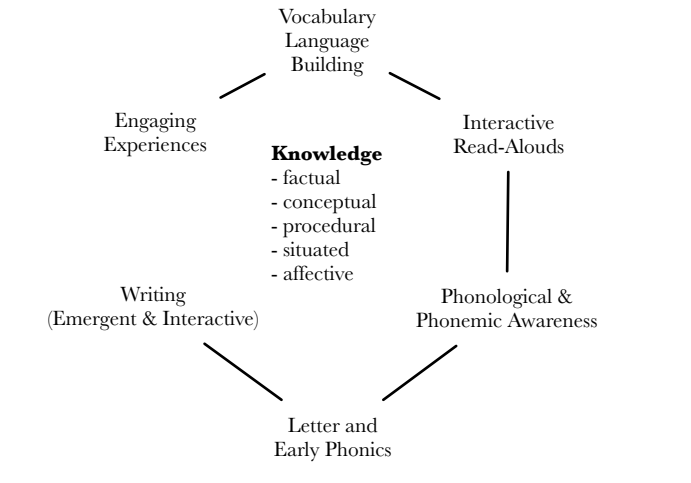 Vocabulary
Language
Building
Engaging
Experiences
Interactive
Read-Alouds
Knowledge
- factual
- conceptual
- procedural
- situated
- affective
Writing
(Emergent & Interactive)
Phonological &
Phonemic Awareness
Letter and
Early Phonics